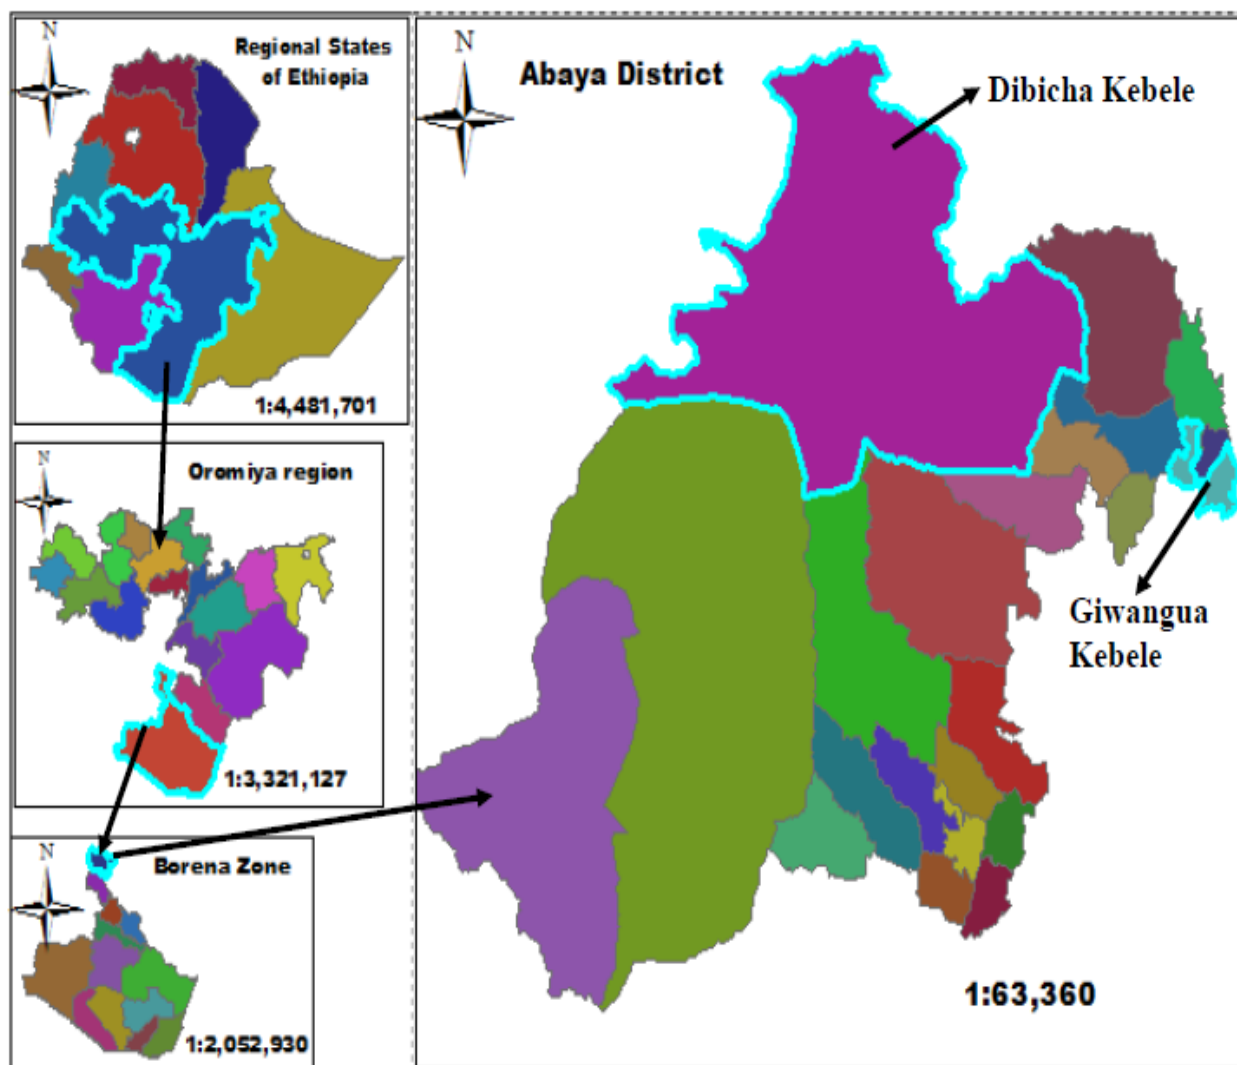 N
Regional States
of Ethiopia
1:4,481,701
N
Oromiya region
1:3,321,127
N
Borena Zone
1:2,052,930
N
Abaya District
Dibicha Kebele
Giwangua
Kebele
1:63,360